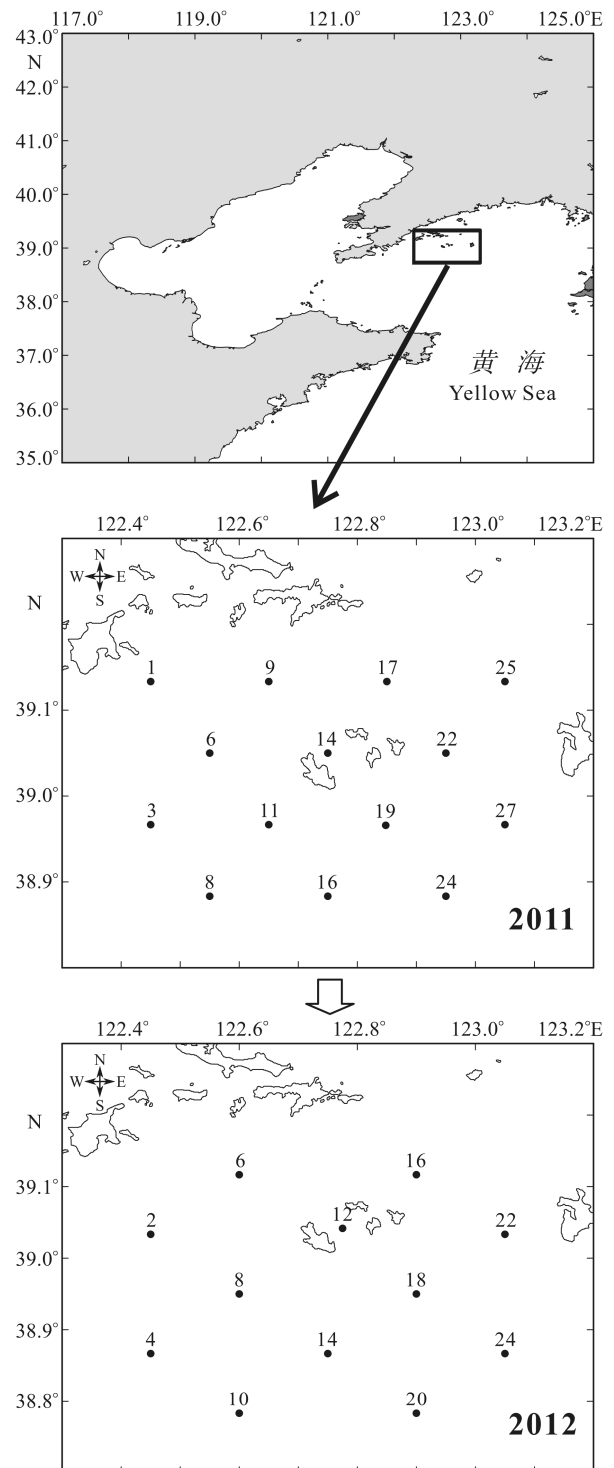 117.0° 119.0° 121.0° 123.0° 125.0°E
43.0°
N
42.0°
41.0°
40.0°
39.0°
38.0°
37.0°
36.0°
35.0°
黄 海
Yellow Sea
122.4° 122.6° 122.8° 123.0° 123.2°E
N
W E
S
N
1 9 17 25
39.1°
6 14 22
39.0°
3 11 19 27
38.9°
8 16 24
2011
122.4° 122.6° 122.8° 123.0° 123.2°E
N
W E
S
N
6 16
39.1°
2 12 22
39.0°
8 18
38.9°
4 14 24
38.8°
10 20
2012